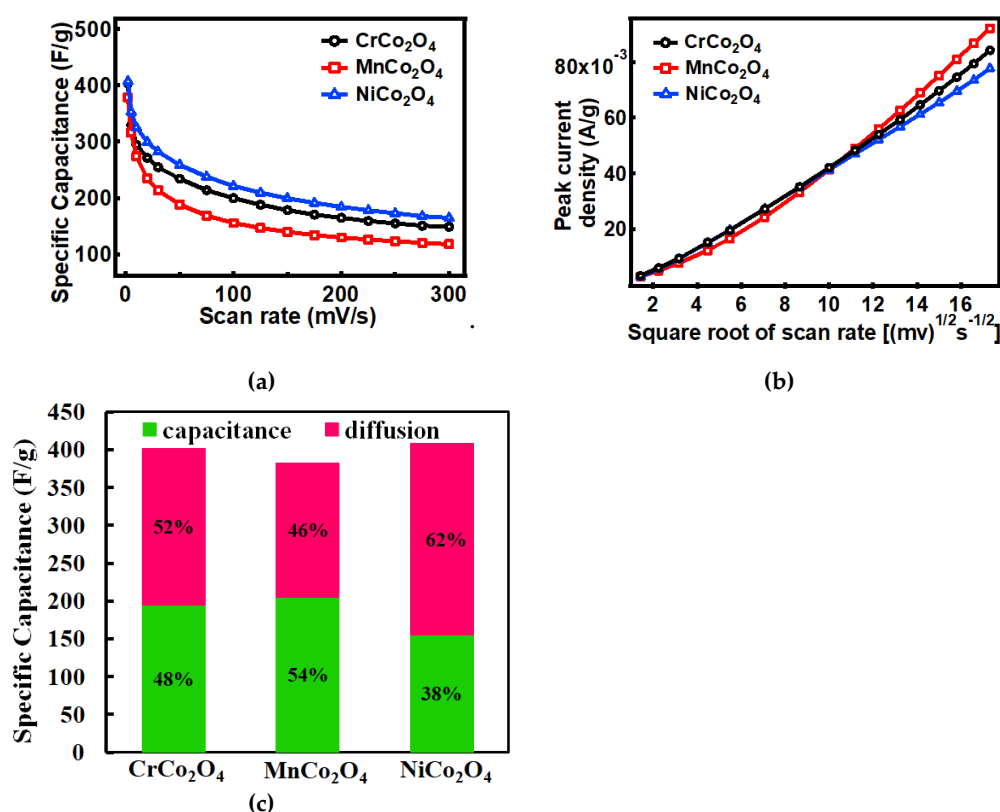 500
400
300
200
100
Specific Capacitance (F/g)
CrCo₂O₄
MnCo₂O₄
NiCo₂O₄
0 100 200 300
Scan rate (mV/s)
.
(a)
80x10⁻³
60
40
20
Peak current
density (A/g)
CrCo₂O₄
MnCo₂O₄
NiCo₂O₄
2 4 6 8 10 12 14 16
Square root of scan rate [(mv)¹/²s⁻¹/²]
(b)
450
400
350
300
250
200
150
100
50
0
Specific Capacitance (F/g)
capacitance diffusion
52% 46% 62%
48% 54% 38%
CrCo₂O₄ MnCo₂O₄ NiCo₂O₄
(c)